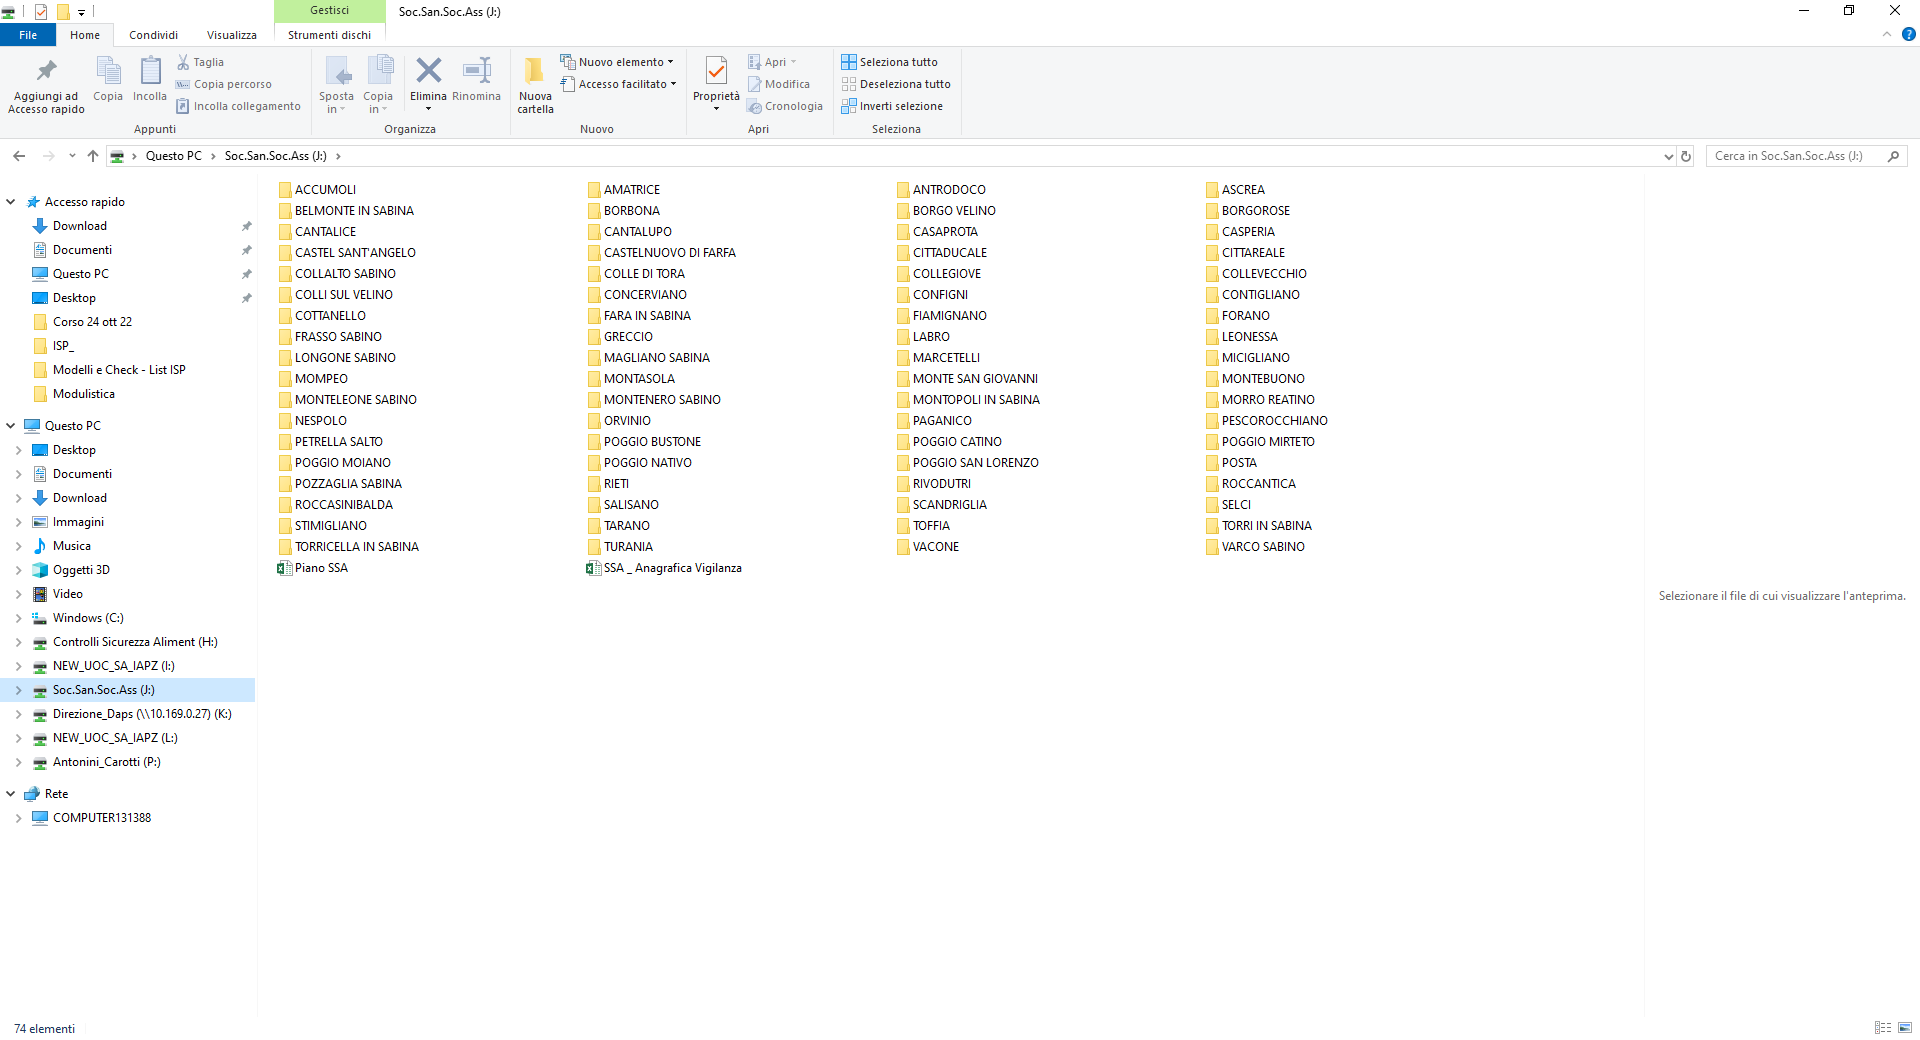 Gestisci
Soc.San.Soc.Ass (J:)
File
Home
Condividi
Visualizza
Strumenti dischi
Aggiungi ad
Accesso rapido
Copia
Incolla
Taglia
Copia percorso
Incolla collegamento
Appunti
Sposta
in
Copia
in
Elimina
Rinomina
Organizza
Nuova
cartella
Nuovo elemento
Accesso facilitato
Nuovo
Proprietà
Apri
Modifica
Cronologia
Apri
Seleziona tutto
Deseleziona tutto
Inverti selezione
Seleziona
Questo PC
Soc.San.Soc.Ass (J:)
Cerca in Soc.San.Soc.Ass (J:)
Accesso rapido
Download
Documenti
Questo PC
Desktop
Corso 24 ott 22
ISP_
Modelli e Check - List ISP
Modulistica
Questo PC
Desktop
Documenti
Download
Immagini
Musica
Oggetti 3D
Video
Windows (C:)
Controlli Sicurezza Aliment (H:)
NEW_UOC_SA_IAPZ (I:)
Soc.San.Soc.Ass (J:)
Direzione_Daps (\\10.169.0.27) (K:)
NEW_UOC_SA_IAPZ (L:)
Antonini_Carotti (P:)
Rete
COMPUTER131388
ACCUMOLI AMATRICE ANTRODOCO ASCREA
BELMONTE IN SABINA BORBONA BORGO VELINO BORGOROSE
CANTALICE CANTALUPO CASAPROTA CASPERIA
CASTEL SANT'ANGELO CASTELNUOVO DI FARFA CITTADUCALE CITTAREALE
COLLALTO SABINO COLLE DI TORA COLLEGIOVE COLLEVECCHIO
COLLI SUL VELINO CONCERVIANO CONFIGNI CONTIGLIANO
COTTANELLO FARA IN SABINA FIAMIGNANO FORANO
FRASSO SABINO GRECCIO LABRO LEONESSA
LONGONE SABINO MAGLIANO SABINA MARCETELLI MICIGLIANO
MOMPEO MONTASOLA MONTE SAN GIOVANNI MONTEBUONO
MONTELEONE SABINO MONTENERO SABINO MONTOPOLI IN SABINA MORRO REATINO
NESPOLO ORVINIO PAGANICO PESCOROCCHIANO
PETRELLA SALTO POGGIO BUSTONE POGGIO CATINO POGGIO MIRTETO
POGGIO MOIANO POGGIO NATIVO POGGIO SAN LORENZO POSTA
POZZAGLIA SABINA RIETI RIVODUTRI ROCCANTICA
ROCCASINIBALDA SALISANO SCANDRIGLIA SELCI
STIMIGLIANO TARANO TOFFIA TORRI IN SABINA
TORRICELLA IN SABINA TURANIA VACONE VARCO SABINO
Piano SSA SSA _ Anagrafica Vigilanza
Selezionare il file di cui visualizzare l'anteprima.
74 elementi